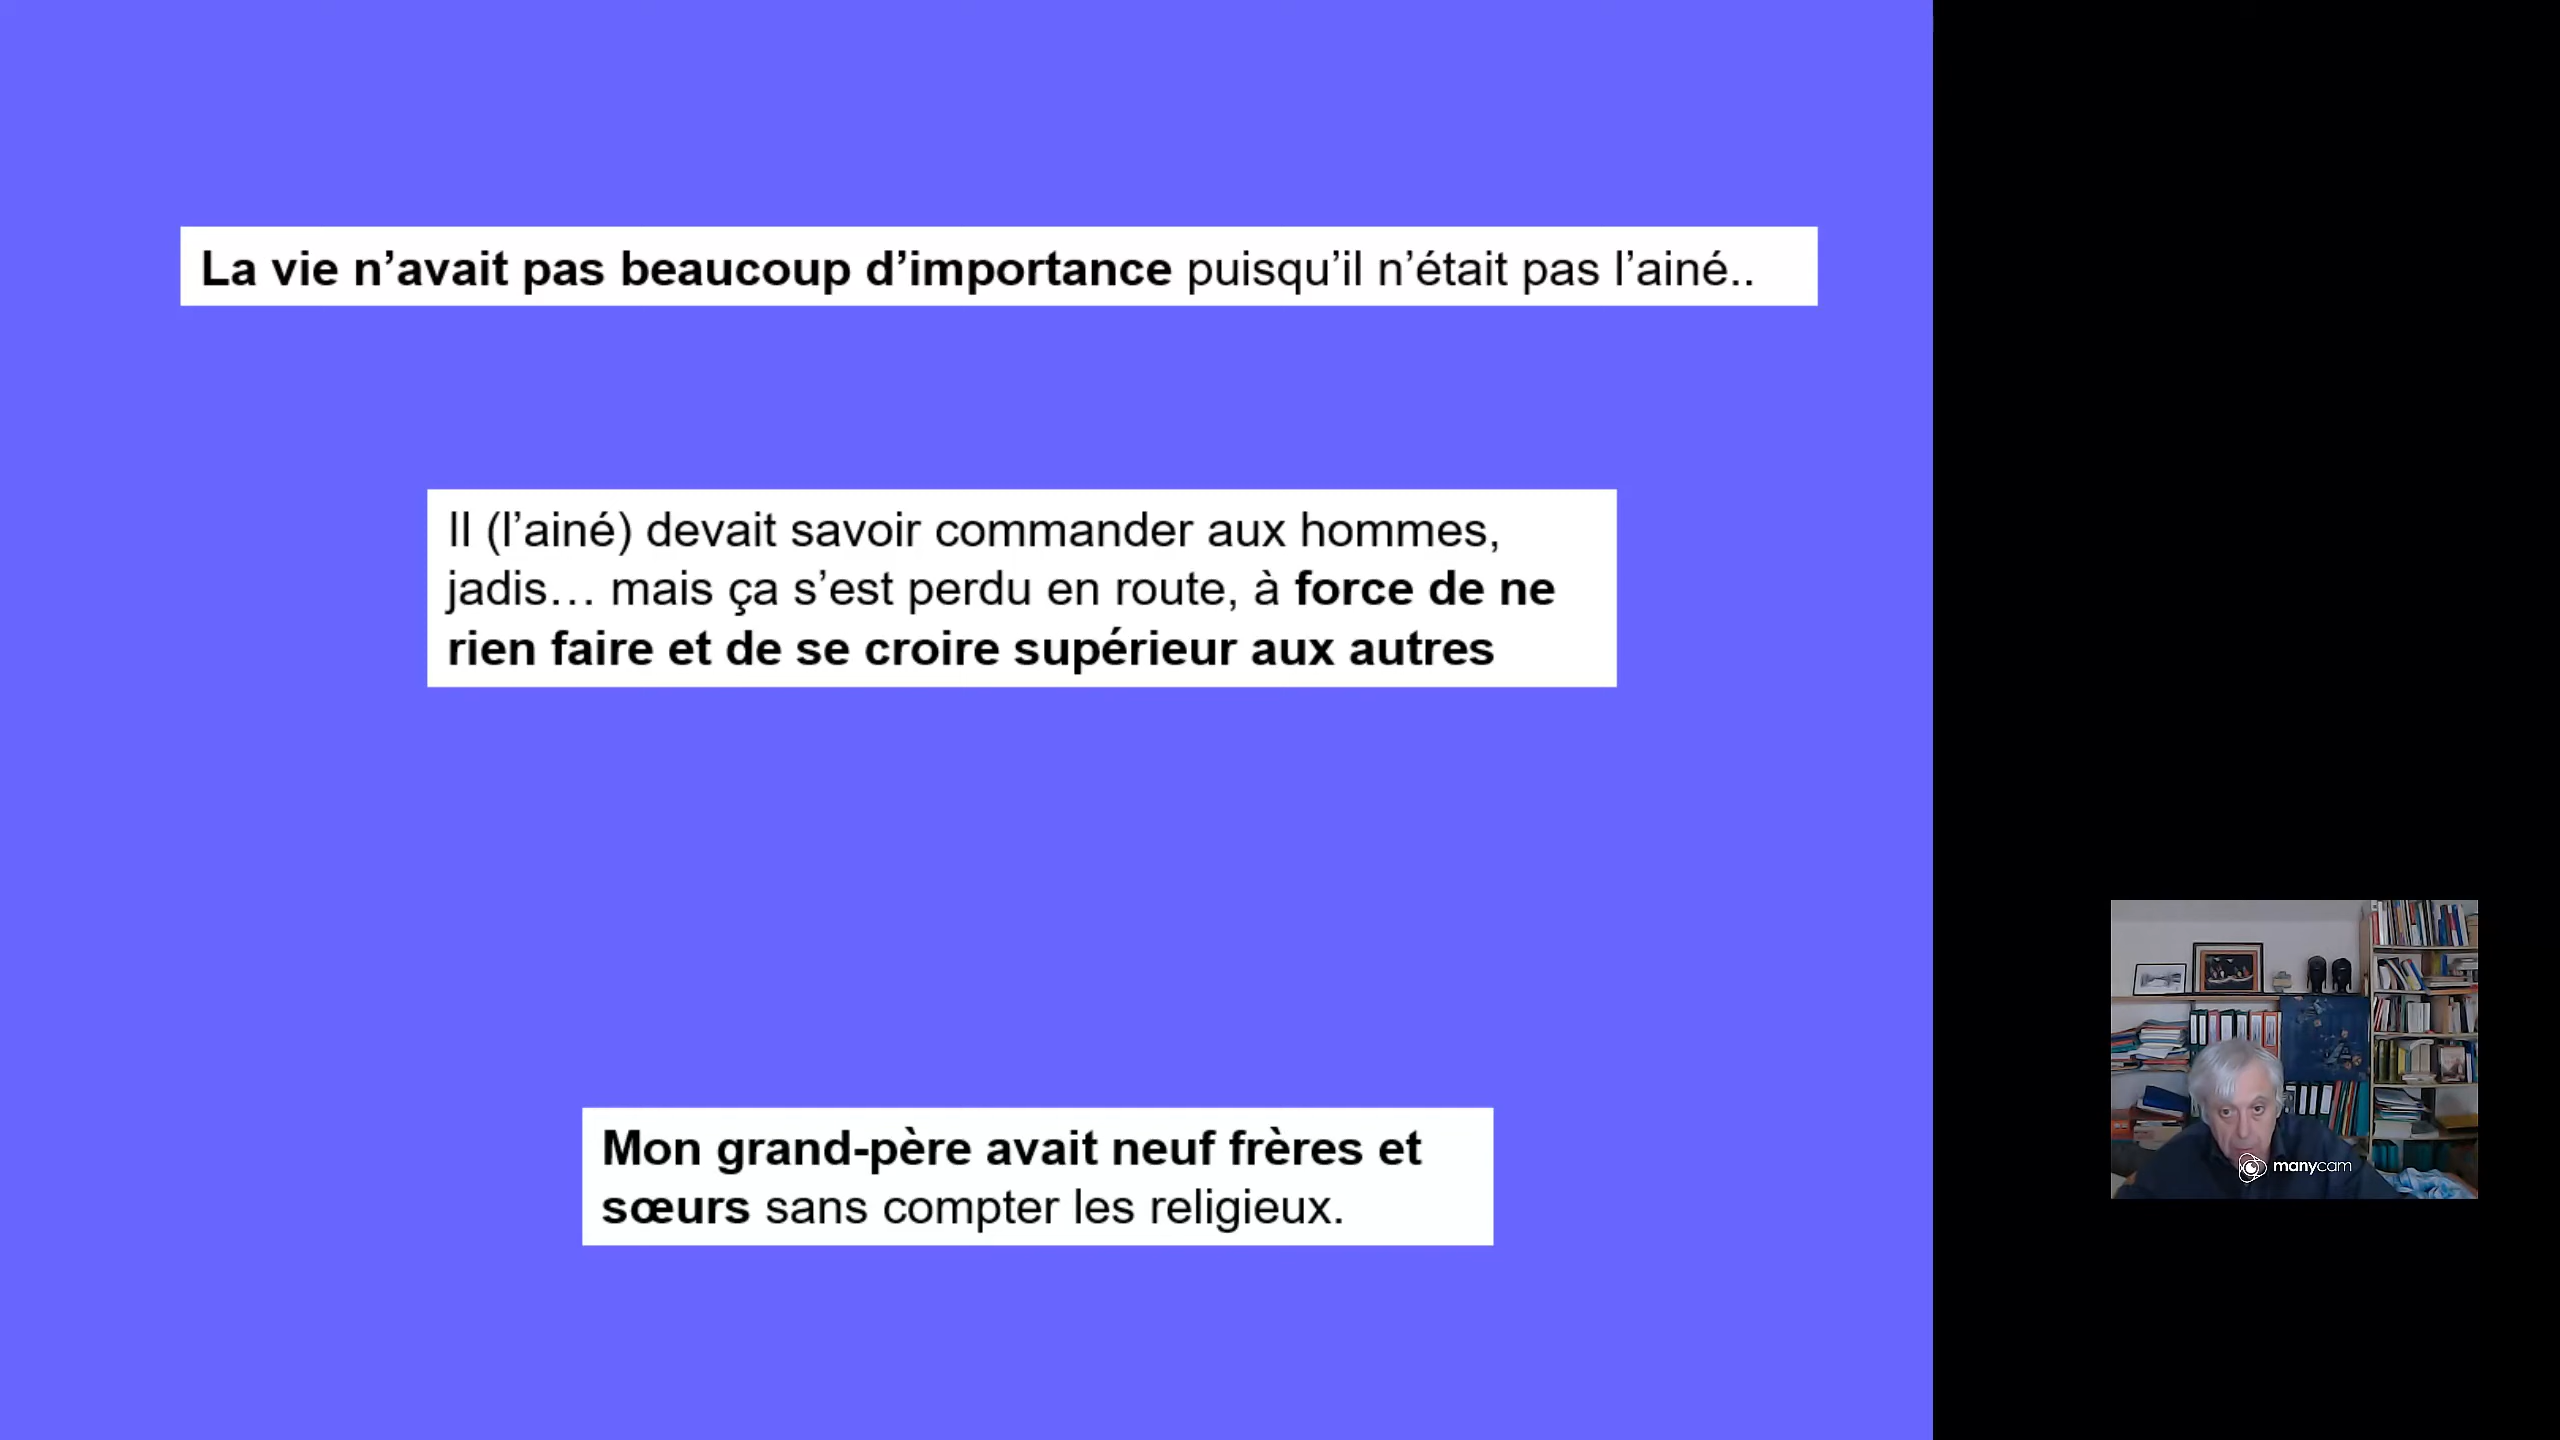 La vie n’avait pas beaucoup d’importance puisqu’il n’était pas l’ainé..
Il (l’ainé) devait savoir commander aux hommes,
jadis… mais ça s’est perdu en route, à force de ne
rien faire et de se croire supérieur aux autres
Mon grand-père avait neuf frères et
sœurs sans compter les religieux.
manycam